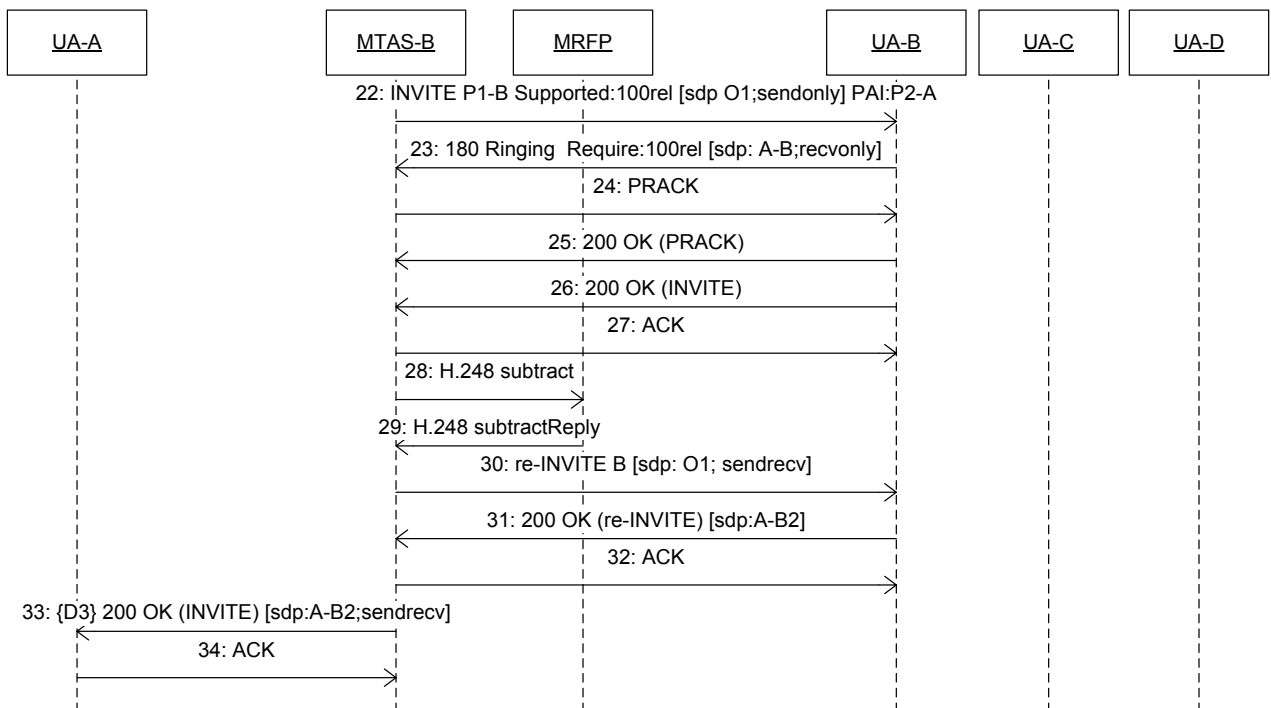 UA-A
MTAS-B
MRFP
UA-B
UA-C
UA-D
22: INVITE P1-B Supported:100rel [sdp O1;sendonly] PAI:P2-A
23: 180 Ringing Require:100rel [sdp: A-B;recvonly]
24: PRACK
25: 200 OK (PRACK)
26: 200 OK (INVITE)
27: ACK
28: H.248 subtract
29: H.248 subtractReply
30: re-INVITE B [sdp: O1; sendrecv]
31: 200 OK (re-INVITE) [sdp:A-B2]
32: ACK
33: {D3} 200 OK (INVITE) [sdp:A-B2;sendrecv]
34: ACK